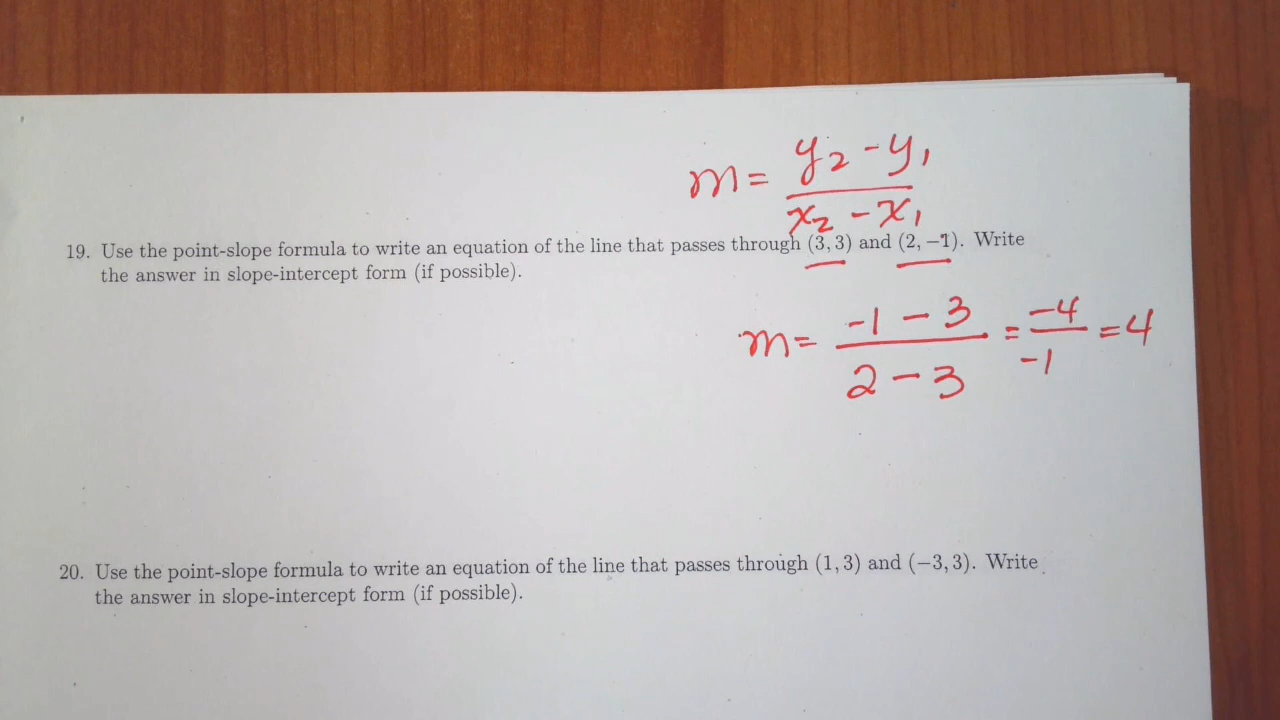 m = y₂ - y₁ / x₂ - x₁
19. Use the point-slope formula to write an equation of the line that passes through (3, 3) and (2, −1). Write
the answer in slope-intercept form (if possible).
m = -1 - 3 / 2 - 3 = -4 / -1 = 4
20. Use the point-slope formula to write an equation of the line that passes through (1, 3) and (−3, 3). Write
the answer in slope-intercept form (if possible).